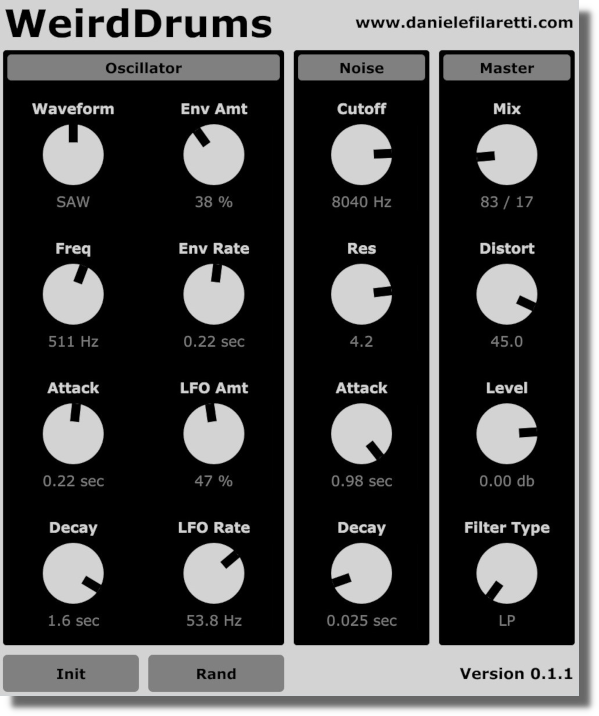 WeirdDrums
www.danielefilaretti.com
Oscillator
Noise
Master
Waveform
Env Amt
Cutoff
Mix
SAW
38 %
8040 Hz
83 / 17
Freq
Env Rate
Res
Distort
511 Hz
0.22 sec
4.2
45.0
Attack
LFO Amt
Attack
Level
0.22 sec
47 %
0.98 sec
0.00 db
Decay
LFO Rate
Decay
Filter Type
1.6 sec
53.8 Hz
0.025 sec
LP
Init
Rand
Version 0.1.1